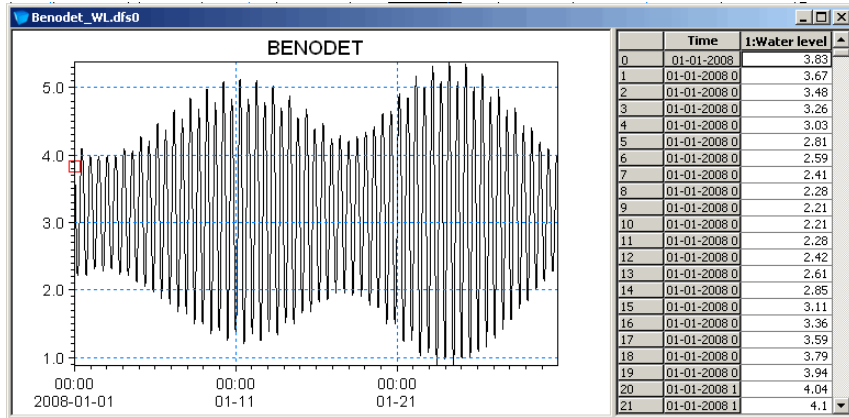 Benodet_WL.dfs0
BENODET
5.0
4.0
3.0
2.0
1.0
00:00 00:00 00:00
2008-01-01 01-11 01-21
Time 1:Water level
0 01-01-2008 3.83
1 01-01-2008 0 3.67
2 01-01-2008 0 3.48
3 01-01-2008 0 3.26
4 01-01-2008 0 3.03
5 01-01-2008 0 2.81
6 01-01-2008 0 2.59
7 01-01-2008 0 2.41
8 01-01-2008 0 2.28
9 01-01-2008 0 2.21
10 01-01-2008 0 2.21
11 01-01-2008 0 2.28
12 01-01-2008 0 2.42
13 01-01-2008 0 2.61
14 01-01-2008 0 2.85
15 01-01-2008 0 3.11
16 01-01-2008 0 3.36
17 01-01-2008 0 3.59
18 01-01-2008 0 3.79
19 01-01-2008 0 3.94
20 01-01-2008 1 4.04
21 01-01-2008 1 4.1